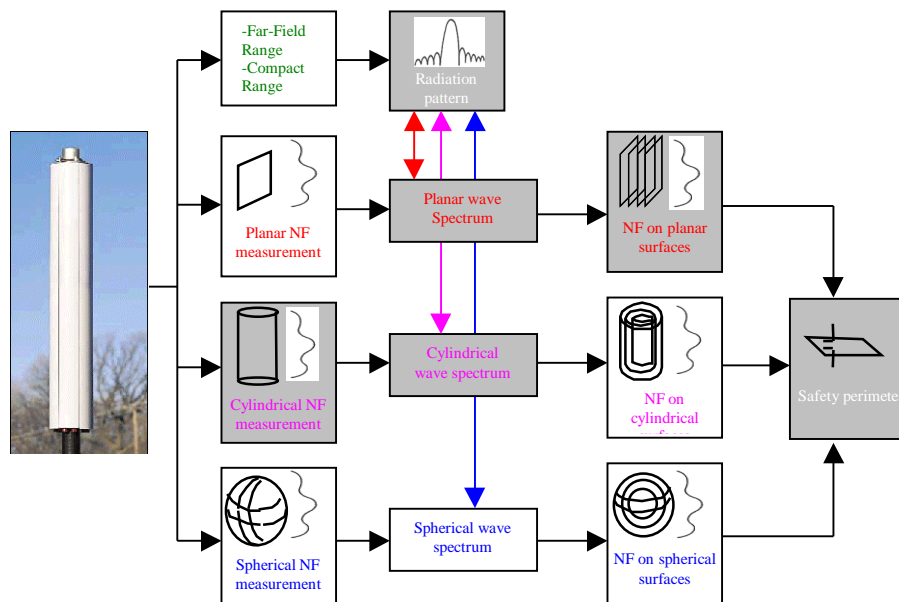 -Far-Field
Range
-Compact
Range
Radiation
pattern
Planar NF
measurement
Planar wave
Spectrum
NF on planar
surfaces
Cylindrical NF
measurement
Cylindrical
wave spectrum
NF on
cylindrical
surfaces
Safety perimete
Spherical NF
measurement
Spherical wave
spectrum
NF on spherical
surfaces